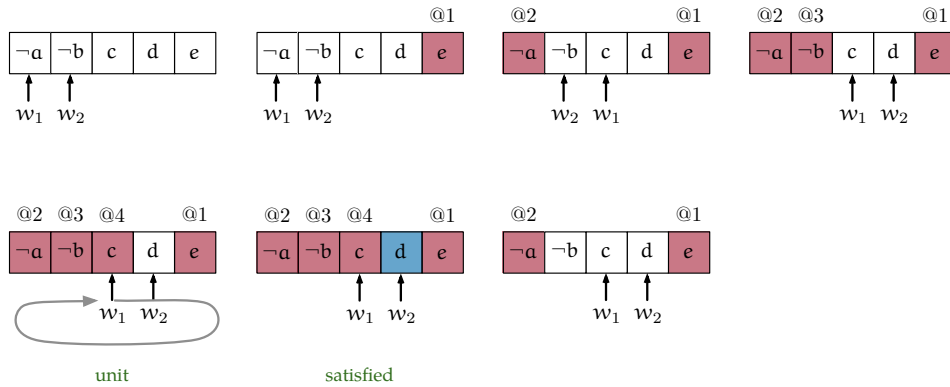 @1 @2 @1 @2 @3 @1
¬a ¬b c d e ¬a ¬b c d e ¬a ¬b c d e ¬a ¬b c d e
w₁ w₂ w₁ w₂ w₂ w₁ w₁ w₂
@2 @3 @4 @1 @2 @3 @4 @1 @2 @1
¬a ¬b c d e ¬a ¬b c d e ¬a ¬b c d e
w₁ w₂ w₁ w₂ w₁ w₂
unit satisfied